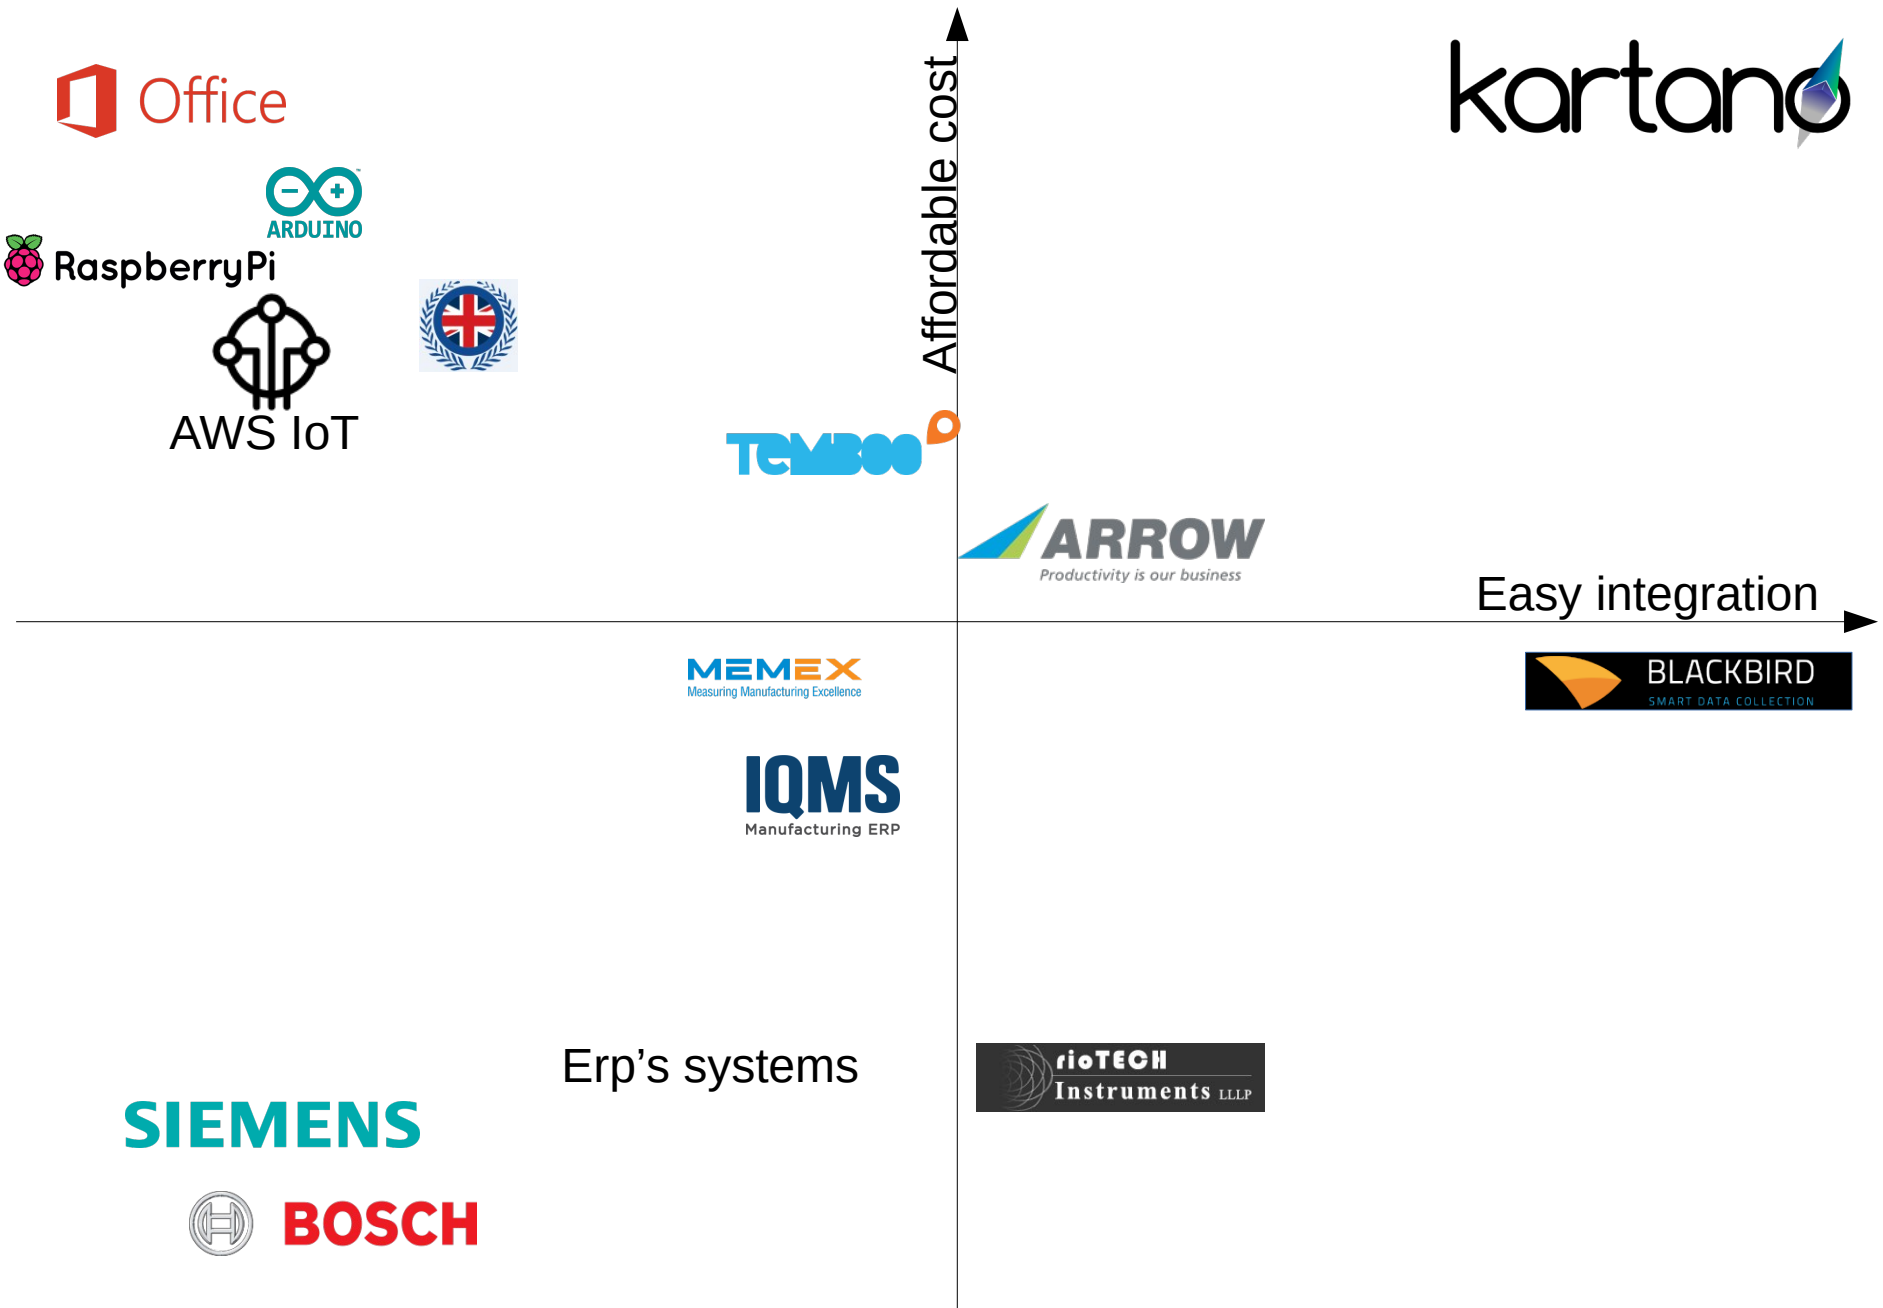 Office
kartano
Affordable cost
ARDUINO
RaspberryPi
AWS IoT
TEMBOO
ARROW
Productivity is our business
Easy integration
MEMEX
Measuring Manufacturing Excellence
BLACKBIRD
SMART DATA COLLECTION
IQMS
Manufacturing ERP
Erp’s systems
rioTECH
Instruments LLLP
SIEMENS
BOSCH